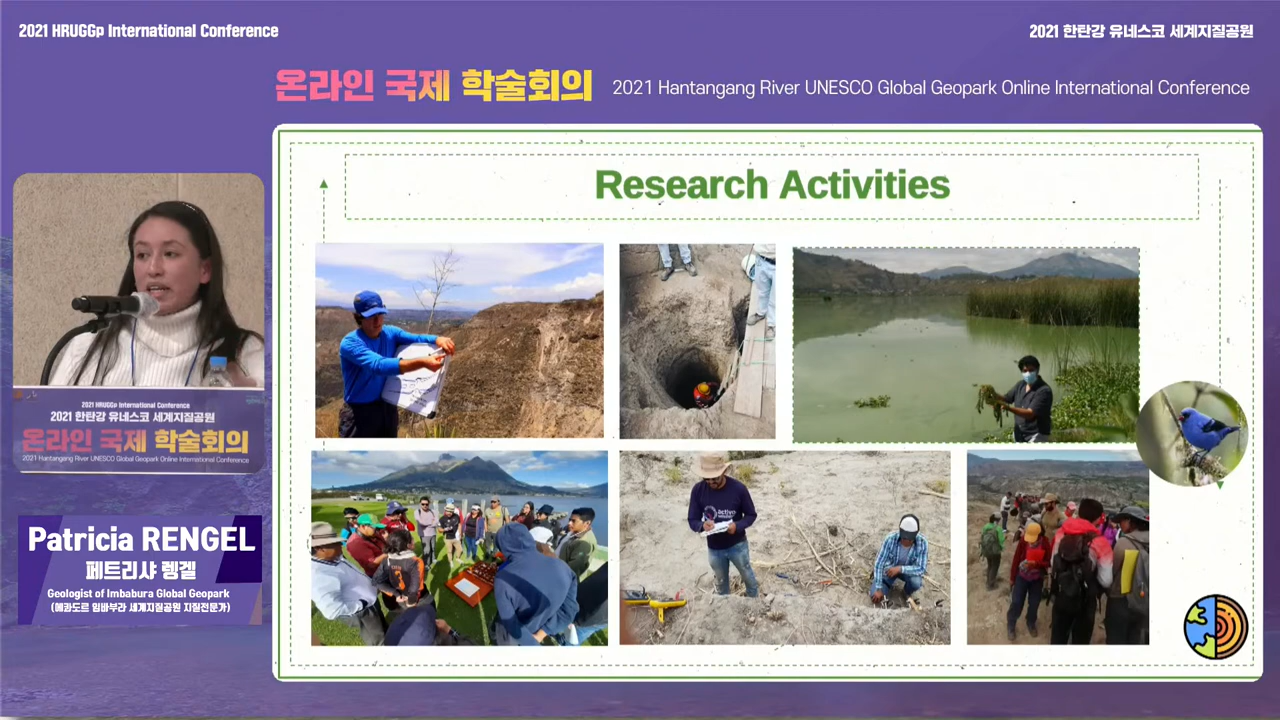 2021 HRUGGp International Conference
2021 한탄강 유네스코 세계지질공원
온라인 국제 학술회의 2021 Hantangang River UNESCO Global Geopark Online International Conference
Research Activities
2021 HRUGGp International Conference
2021 한탄강 유네스코 세계지질공원
온라인 국제 학술회의
2021 Hantangang River UNESCO Global Geopark Online International Conference
Patricia RENGEL
페트리샤 렝겔
Geologist of Imbabura Global Geopark
(에콰도르 임바부라 세계지질공원 지질전문가)